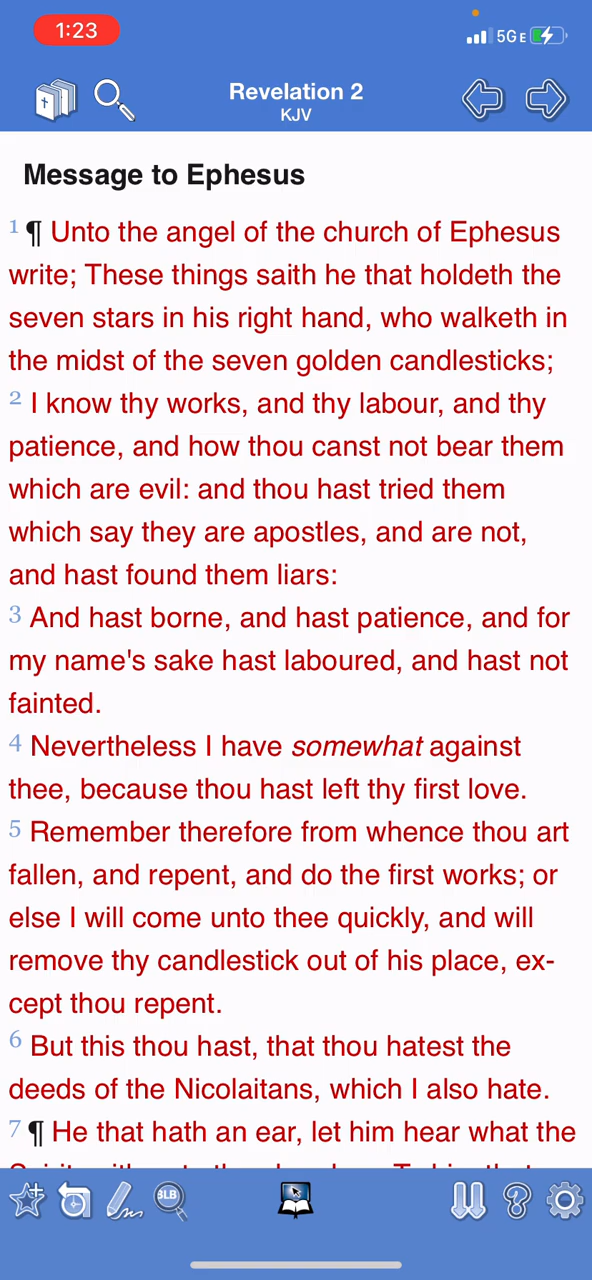 1:23
5GE
Revelation 2
KJV
Message to Ephesus
1 ¶ Unto the angel of the church of Ephesus
write; These things saith he that holdeth the
seven stars in his right hand, who walketh in
the midst of the seven golden candlesticks;
2 I know thy works, and thy labour, and thy
patience, and how thou canst not bear them
which are evil: and thou hast tried them
which say they are apostles, and are not,
and hast found them liars:
3 And hast borne, and hast patience, and for
my name's sake hast laboured, and hast not
fainted.
4 Nevertheless I have somewhat against
thee, because thou hast left thy first love.
5 Remember therefore from whence thou art
fallen, and repent, and do the first works; or
else I will come unto thee quickly, and will
remove thy candlestick out of his place, ex-
cept thou repent.
6 But this thou hast, that thou hatest the
deeds of the Nicolaitans, which I also hate.
7 ¶ He that hath an ear, let him hear what the
BLB